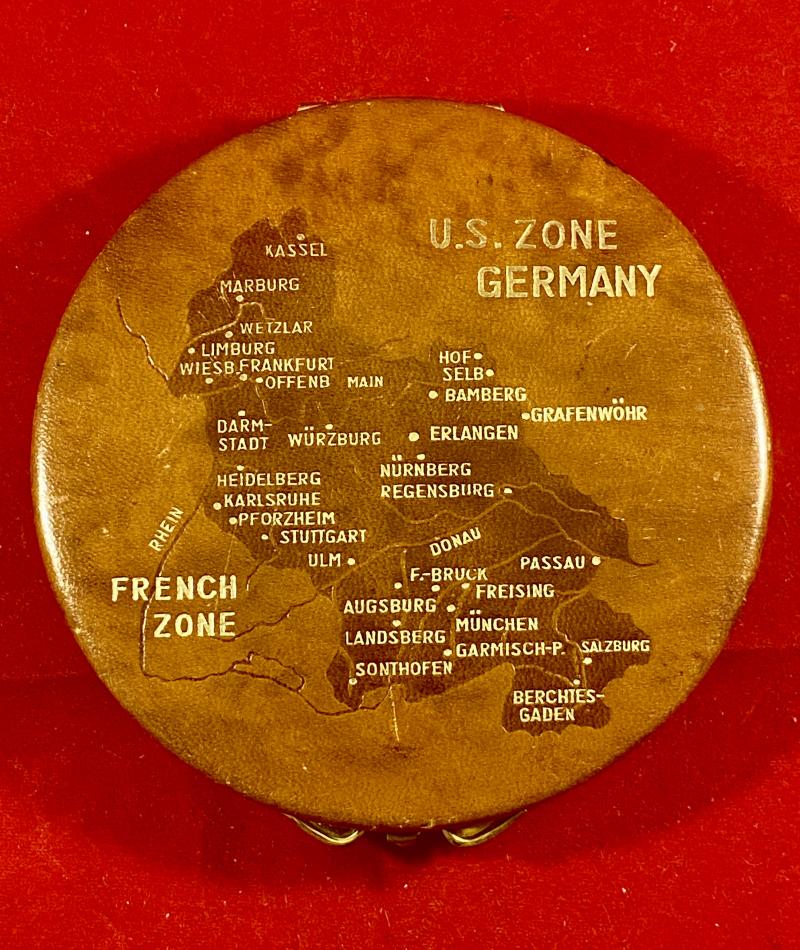 U.S. ZONE
GERMANY
KASSEL
MARBURG
WETZLAR
LIMBURG
WIESB. FRANKFURT
OFFENB MAIN
HOF
SELB
BAMBERG
GRAFENWÖHR
DARM-
STADT
WÜRZBURG
ERLANGEN
NÜRNBERG
HEIDELBERG
REGENSBURG
KARLSRUHE
PFORZHEIM
STUTTGART
RHEIN
DONAU
ULM
PASSAU
F.-BRUCK
FREISING
FRENCH
ZONE
AUGSBURG
MÜNCHEN
LANDSBERG
GARMISCH-P.
SALZBURG
SONTHOFEN
BERCHTES-
GADEN